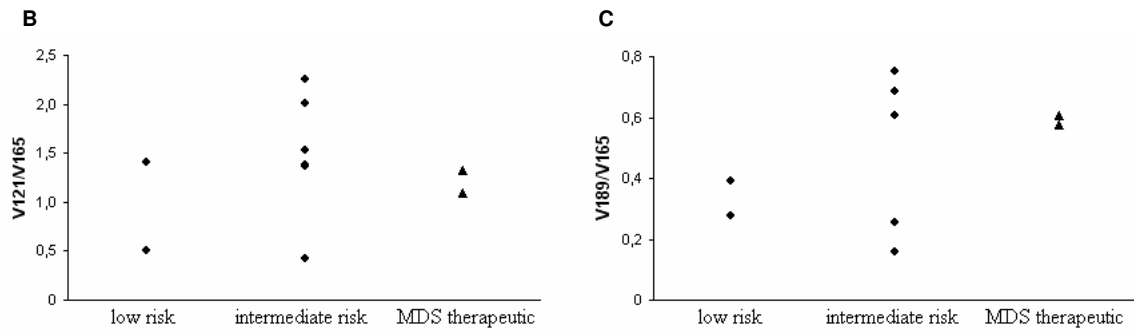 B
2,5
2,0
1,5
1,0
0,5
0
V121/V165
low risk intermediate risk MDS therapeutic
C
0,8
0,6
0,4
0,2
0
V189/V165
low risk intermediate risk MDS therapeutic